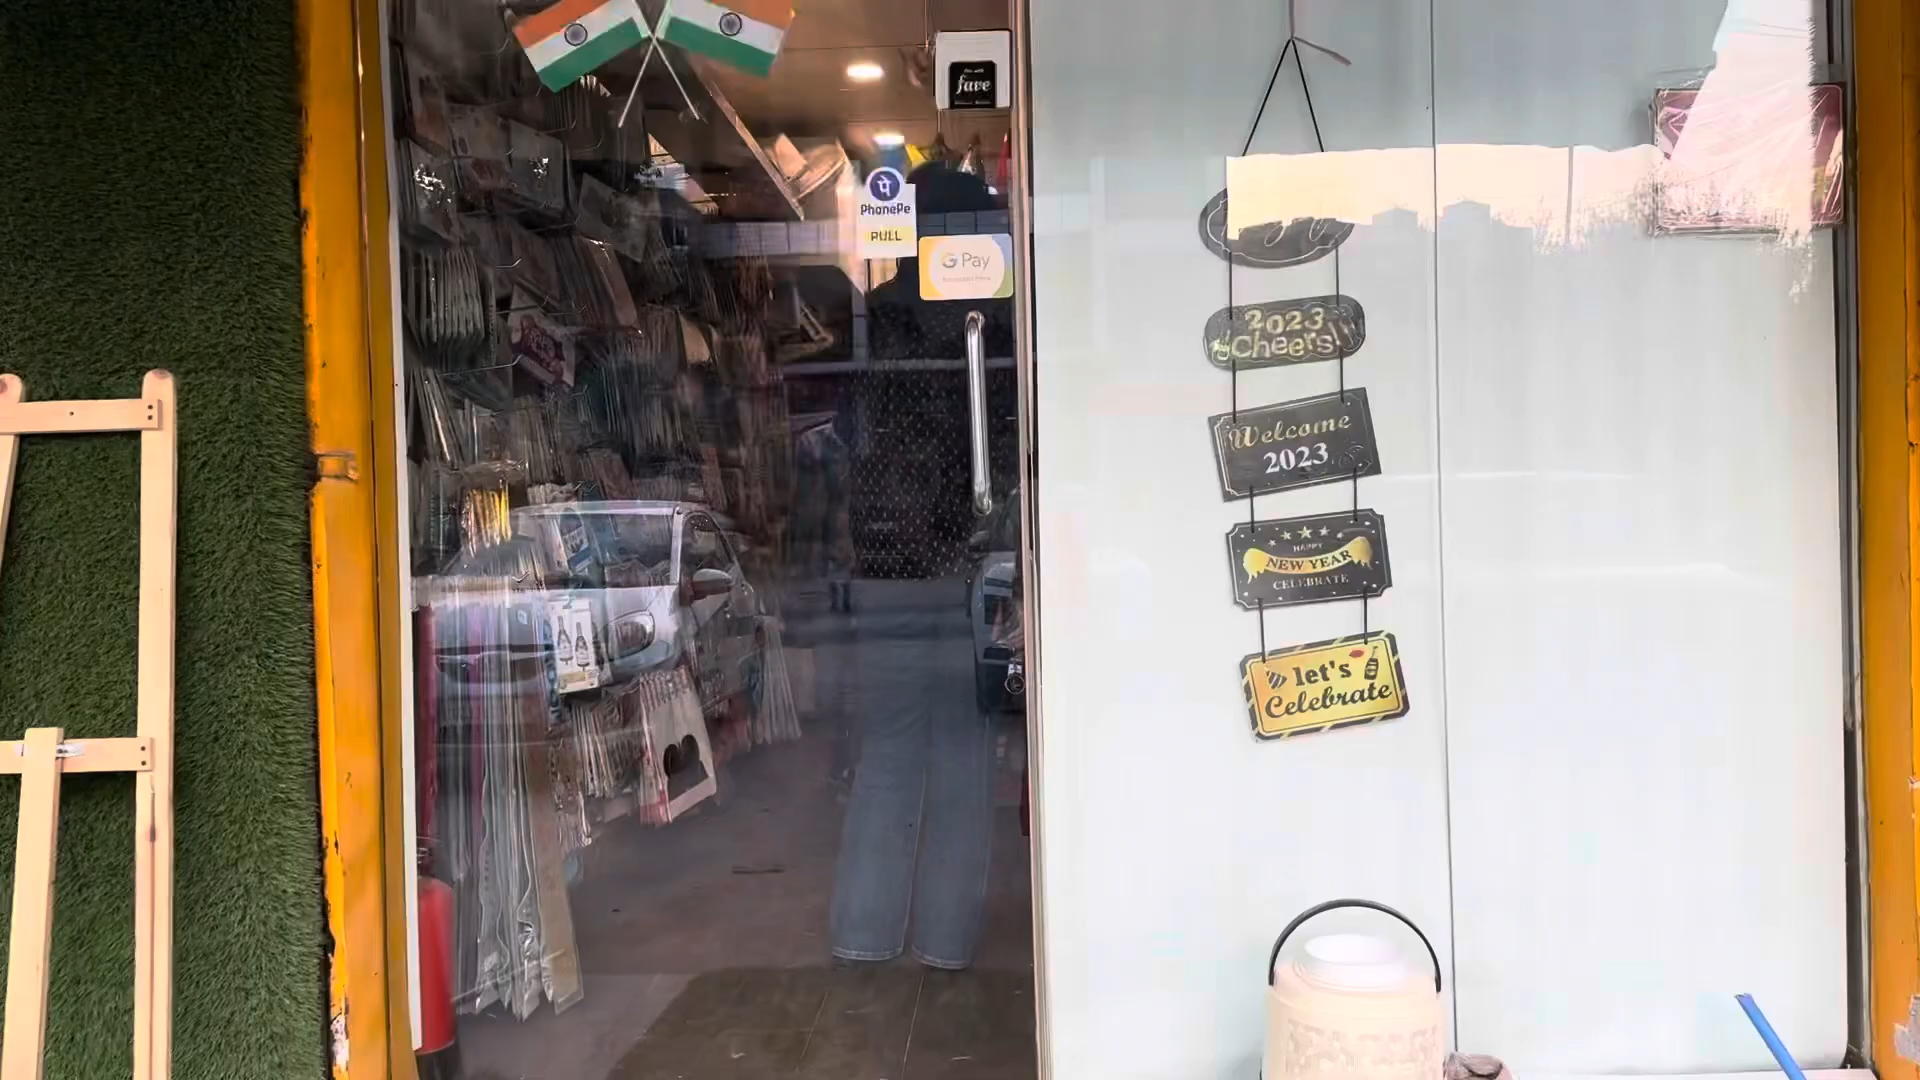 fave
पे
PhonePe
PULL
G Pay
2023
Cheers!
Welcome
2023
HAPPY
NEW YEAR
CELEBRATE
let's
Celebrate